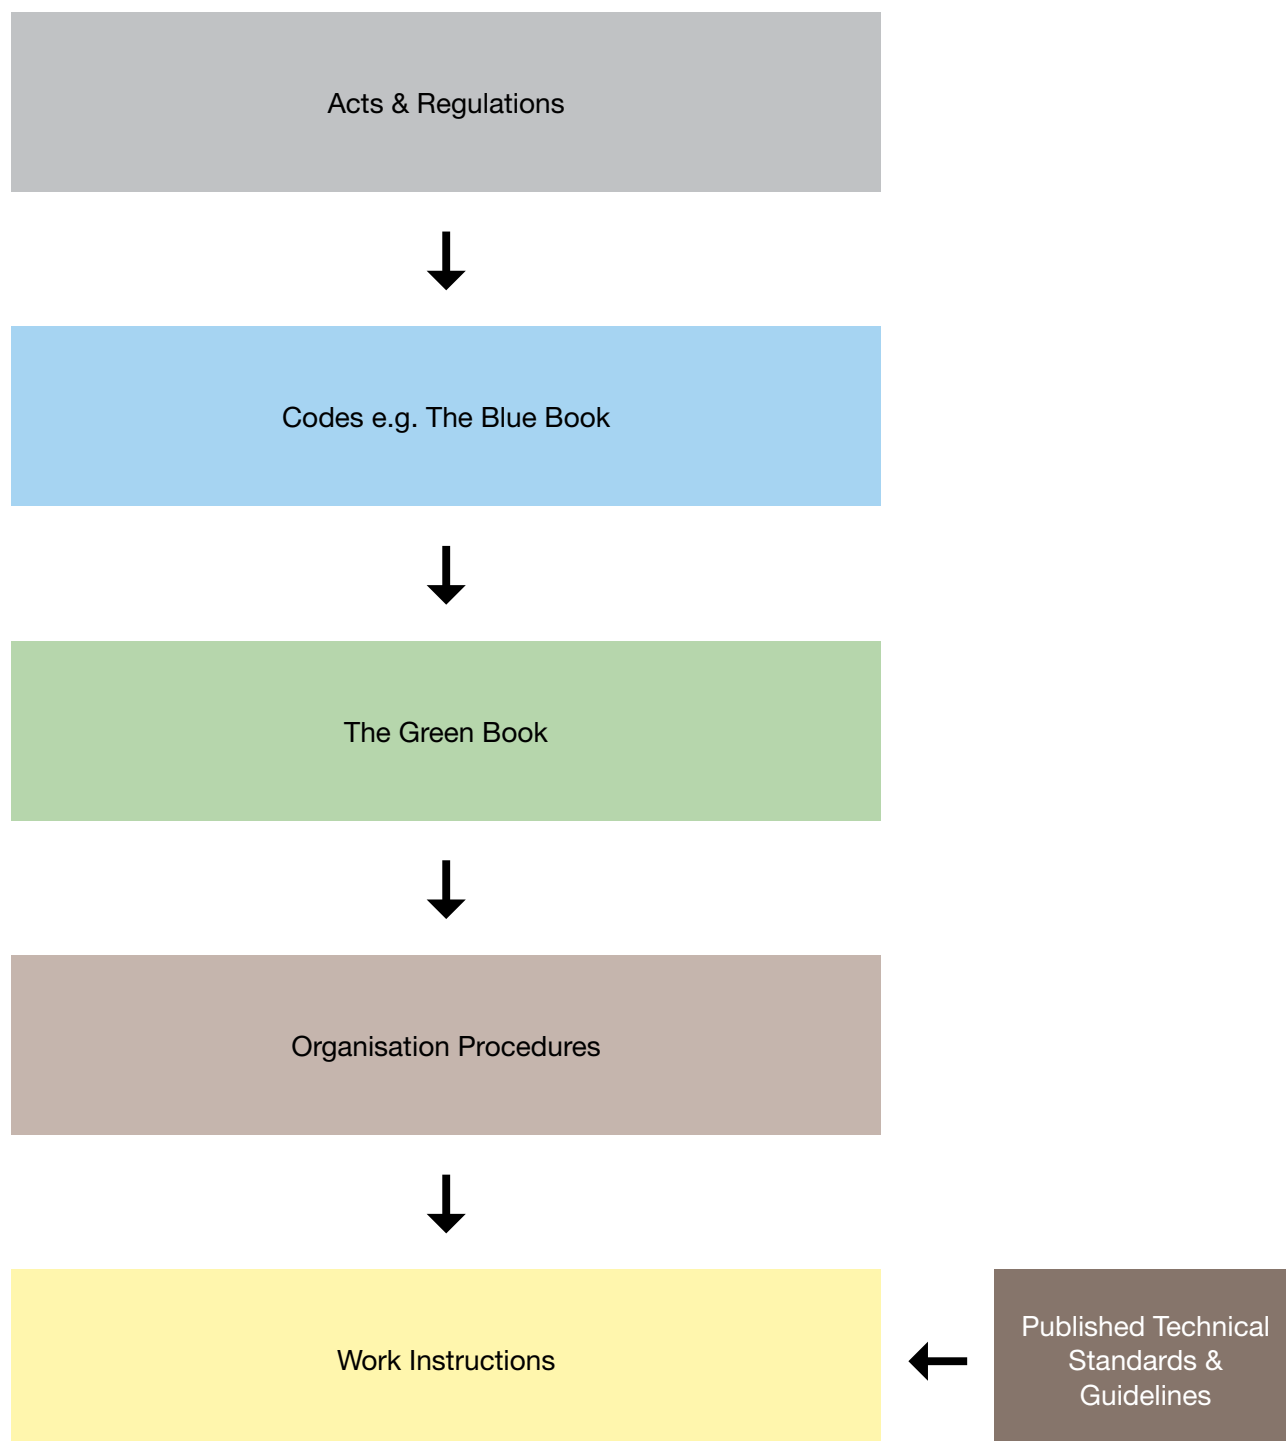 Acts & Regulations
Codes e.g. The Blue Book
The Green Book
Organisation Procedures
Work Instructions
Published Technical
Standards &
Guidelines